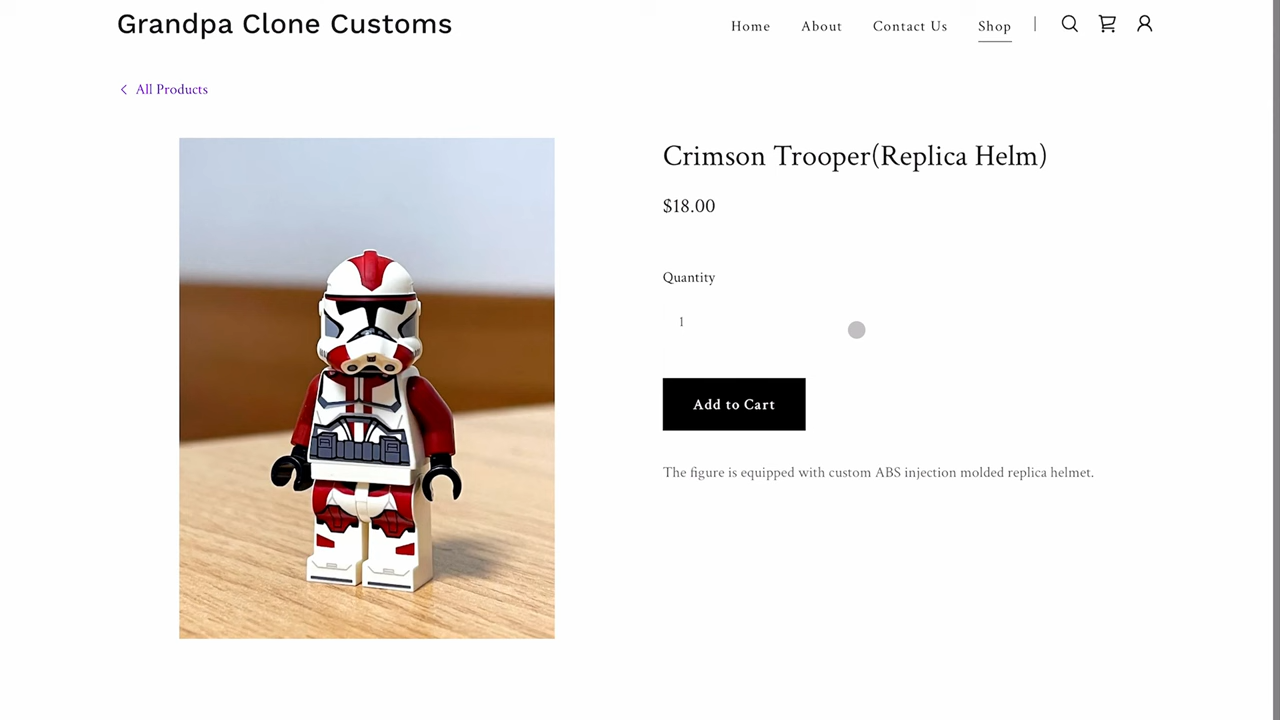 Grandpa Clone Customs
Home About Contact Us Shop
All Products
Crimson Trooper(Replica Helm)
$18.00
Quantity
1
Add to Cart
The figure is equipped with custom ABS injection molded replica helmet.